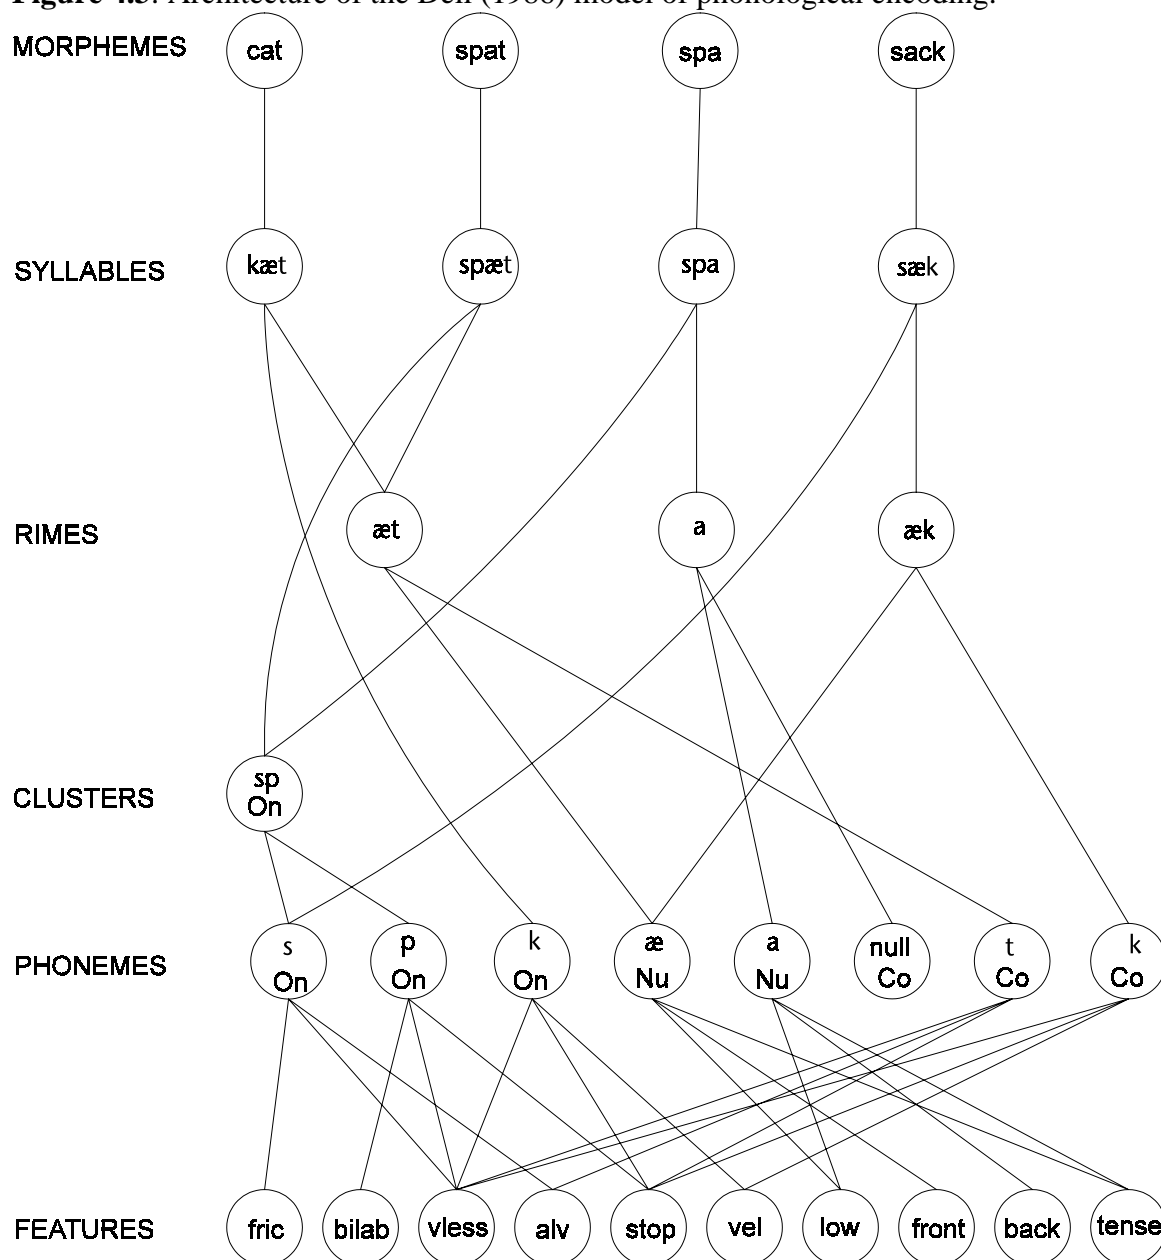 Figure 4.3. Architecture of the Dell (1986) model of phonological encoding.
MORPHEMES cat spat spa sack
SYLLABLES kæt spæt spa sæk
RIMES æt a æk
CLUSTERS sp On
PHONEMES s On p On k On æ Nu a Nu null Co t Co k Co
FEATURES fric bilab vless alv stop vel low front back tense